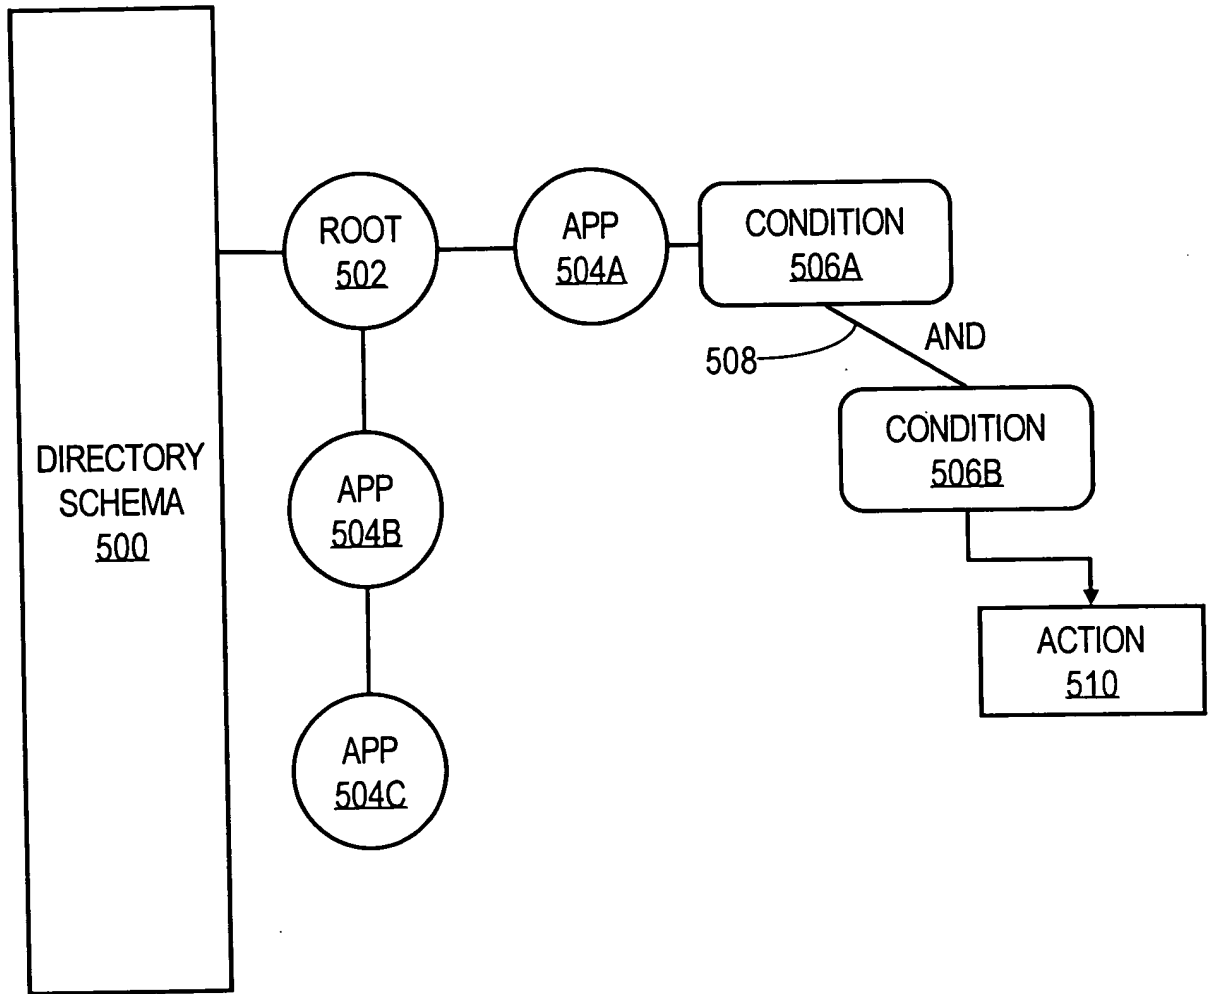 DIRECTORY
SCHEMA
500
ROOT
502
APP
504A
CONDITION
506A
508
AND
CONDITION
506B
ACTION
510
APP
504B
APP
504C